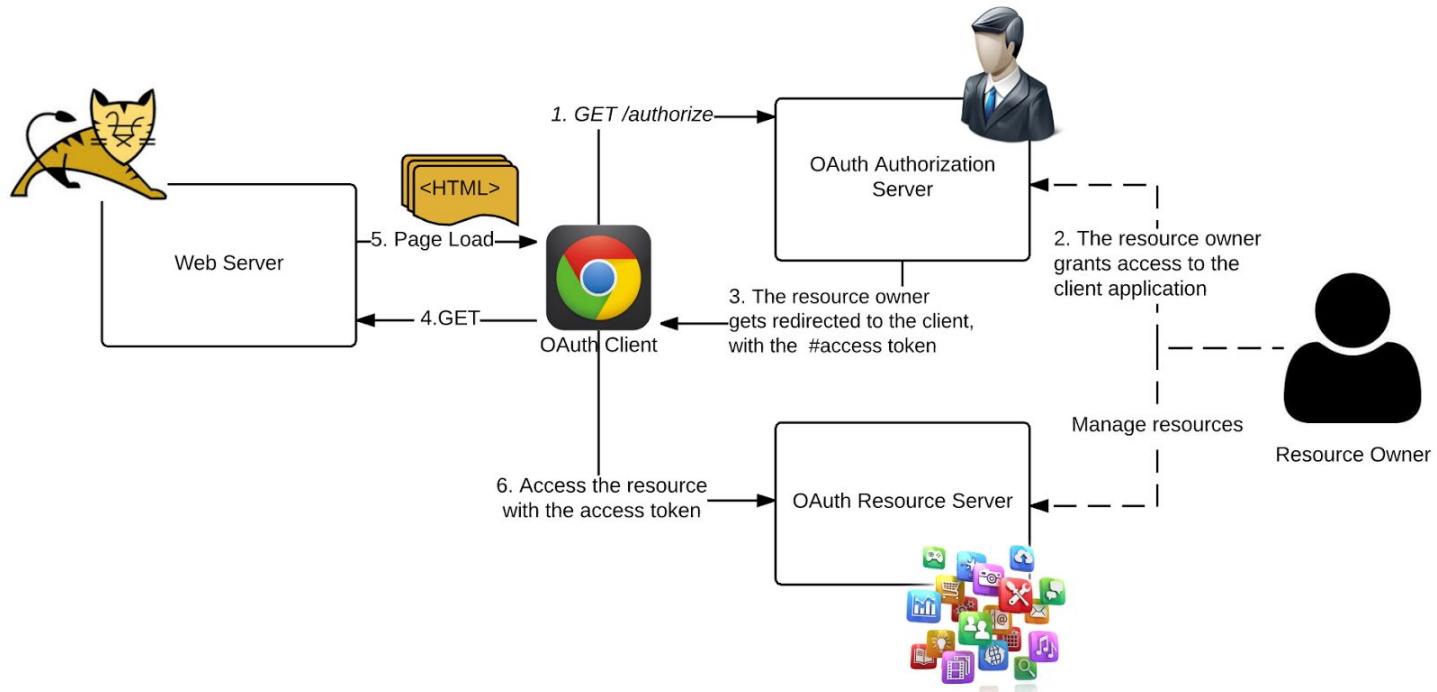 1. GET /authorize
OAuth Authorization
Server
<HTML>
5. Page Load
Web Server
4.GET
OAuth Client
2. The resource owner
grants access to the
client application
3. The resource owner
gets redirected to the client,
with the #access token
Manage resources
Resource Owner
6. Access the resource
with the access token
OAuth Resource Server